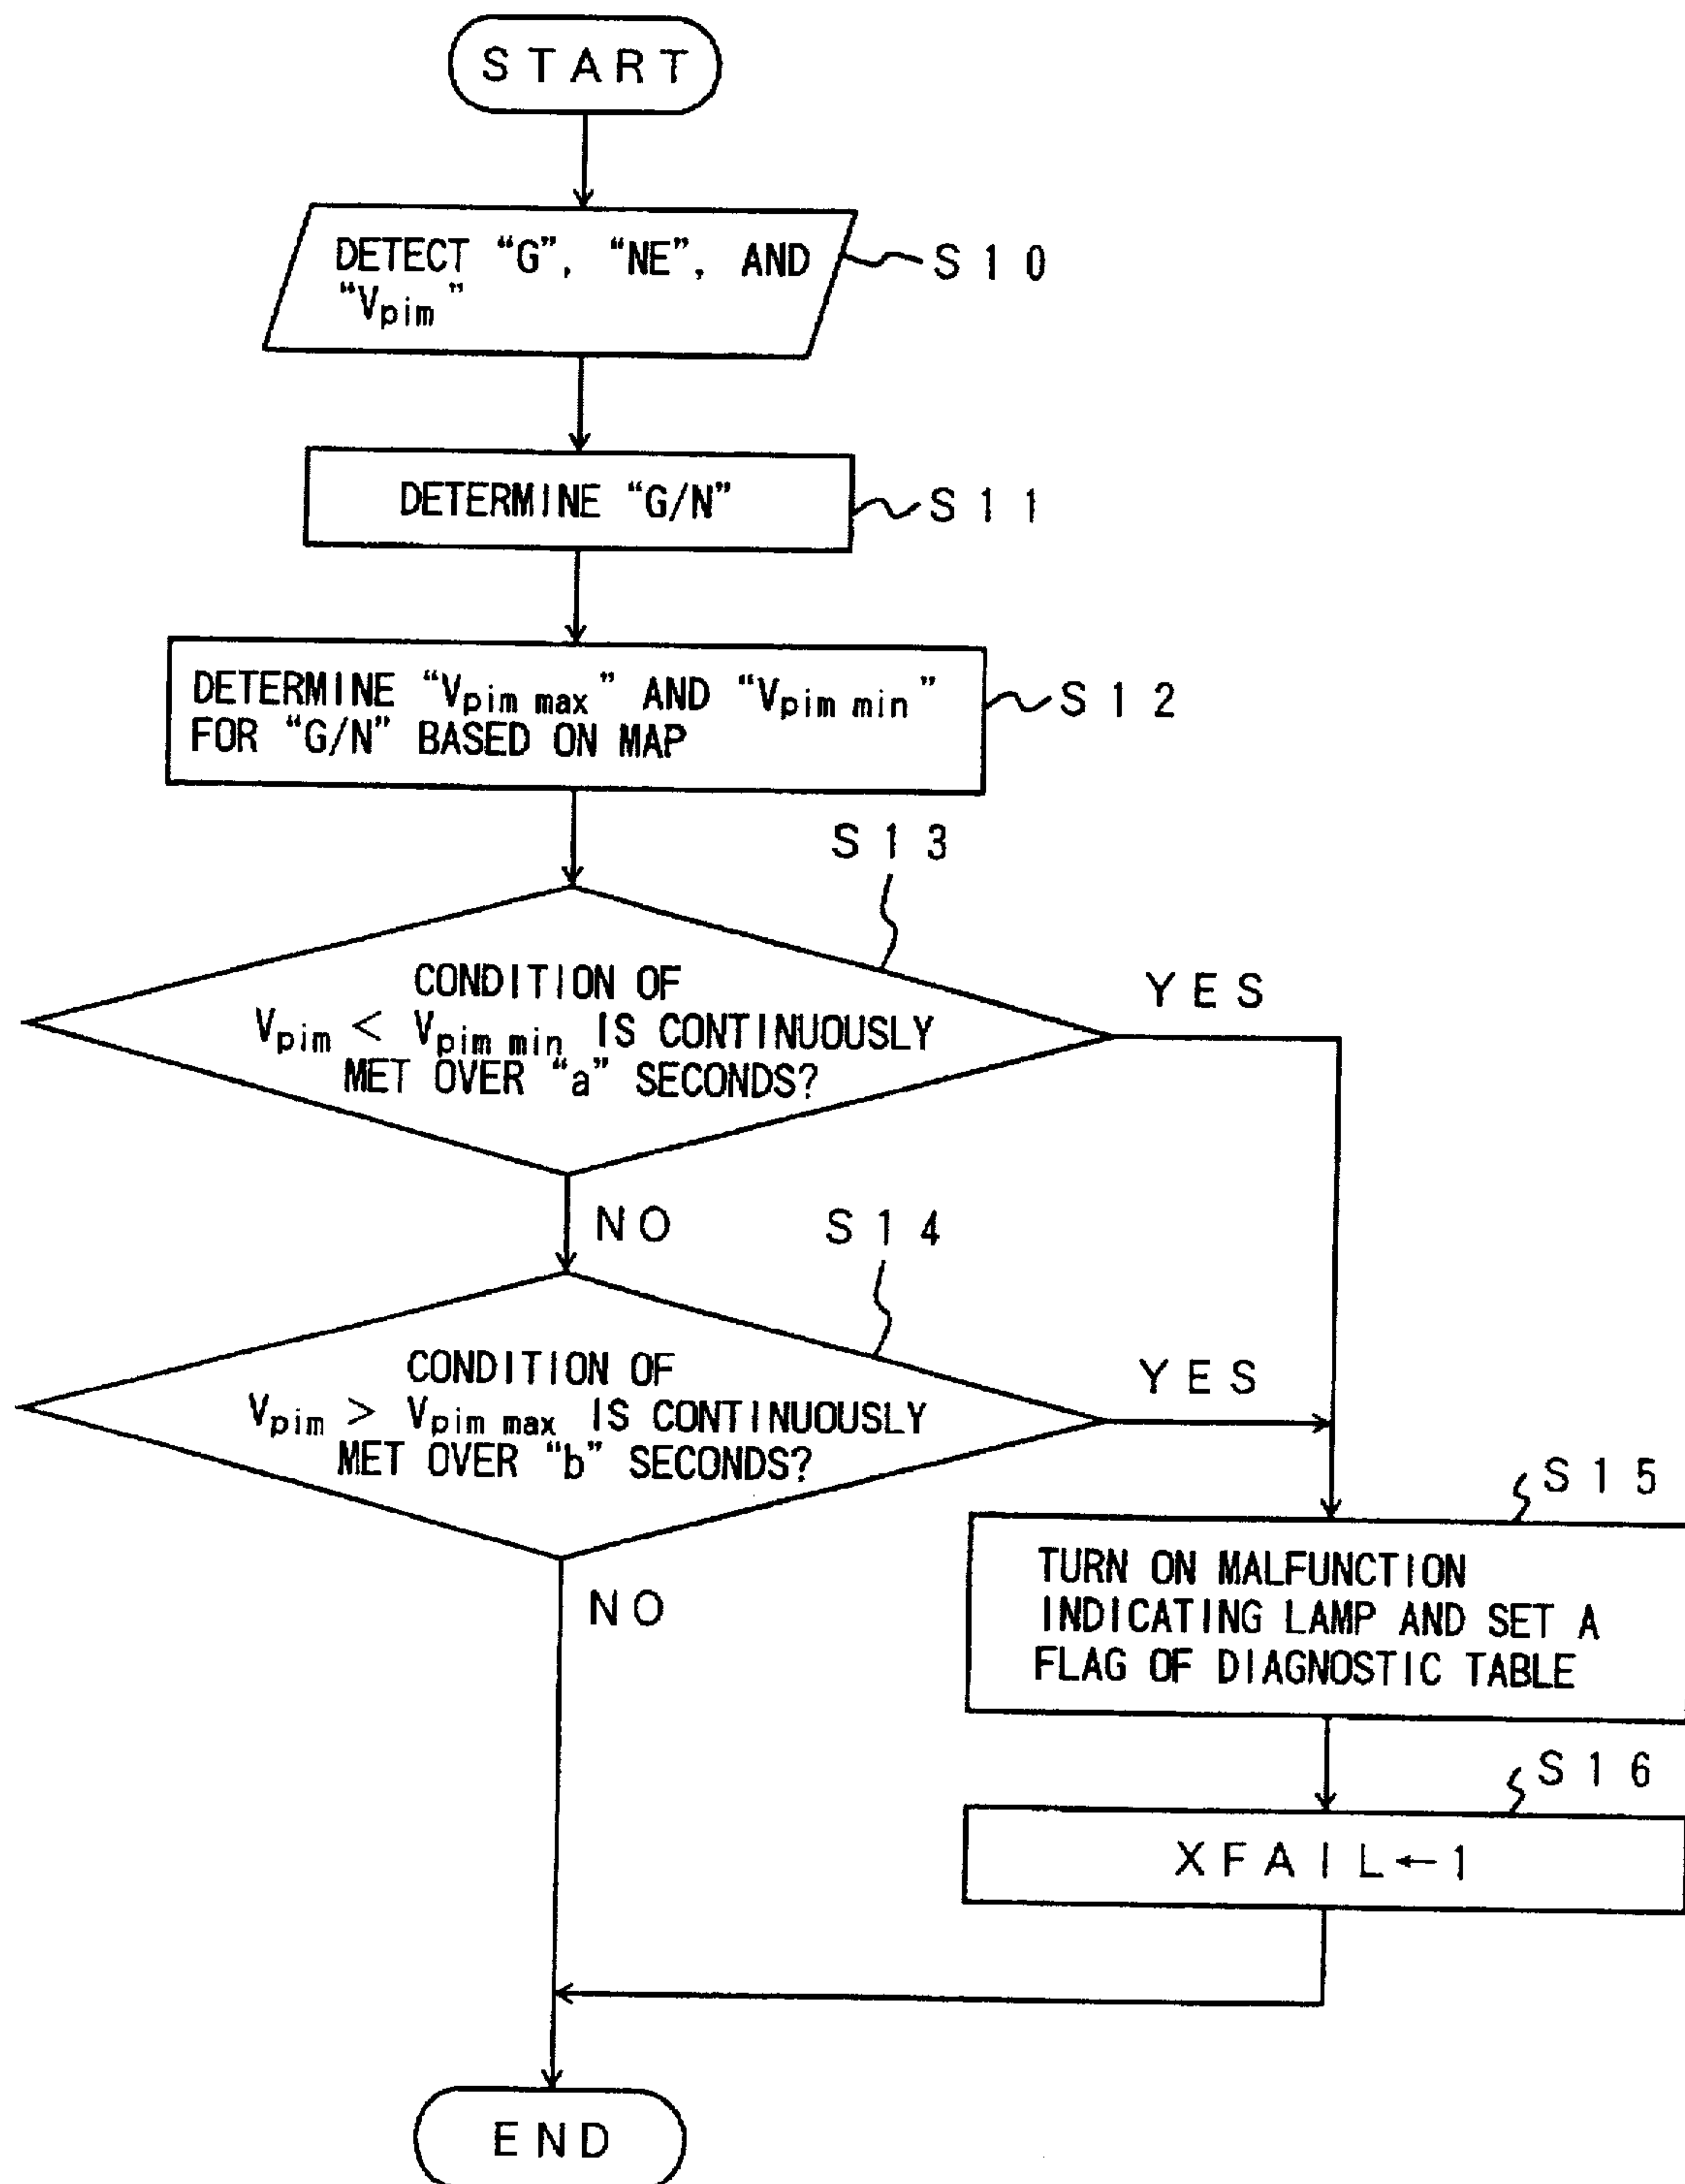 START
DETECT “G”, “NE”, AND
“Vpim”
S10
DETERMINE “G/N”
S11
DETERMINE “Vpim max” AND “Vpim min”
FOR “G/N” BASED ON MAP
S12
S13
CONDITION OF
Vpim < Vpim min IS CONTINUOUSLY
MET OVER “a” SECONDS?
YES
NO
S14
CONDITION OF
Vpim > Vpim max IS CONTINUOUSLY
MET OVER “b” SECONDS?
YES
NO
S15
TURN ON MALFUNCTION
INDICATING LAMP AND SET A
FLAG OF DIAGNOSTIC TABLE
S16
XFAIL←1
END